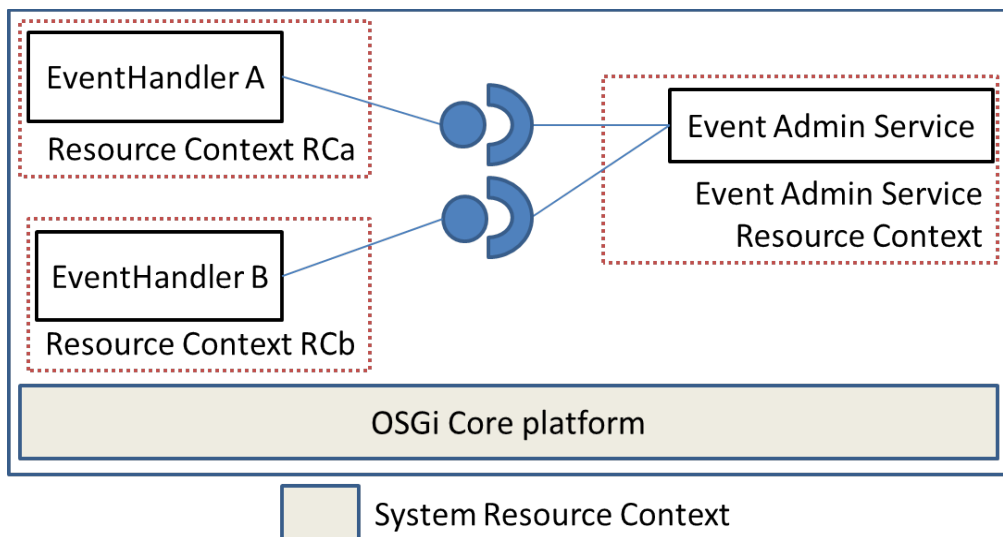 EventHandler A
Resource Context RCa
Event Admin Service
Event Admin Service
Resource Context
EventHandler B
Resource Context RCb
OSGi Core platform
System Resource Context